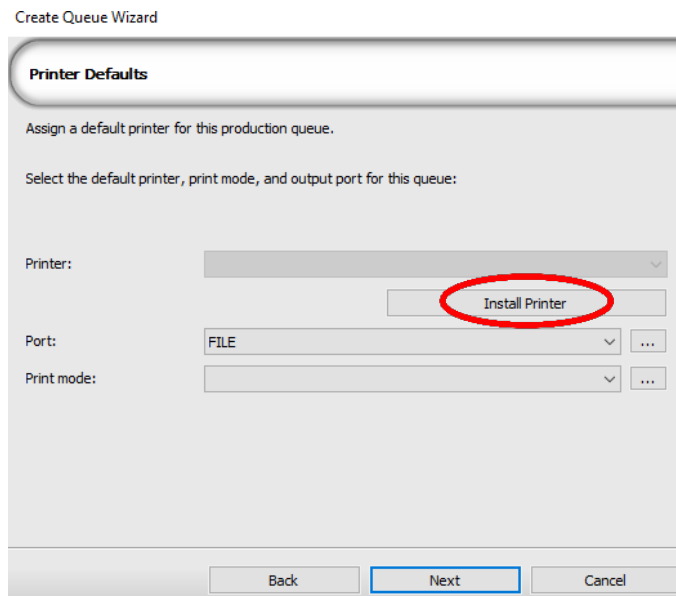 Create Queue Wizard
Printer Defaults
Assign a default printer for this production queue.
Select the default printer, print mode, and output port for this queue:
Printer:
Install Printer
Port:
FILE
...
Print mode:
...
Back
Next
Cancel